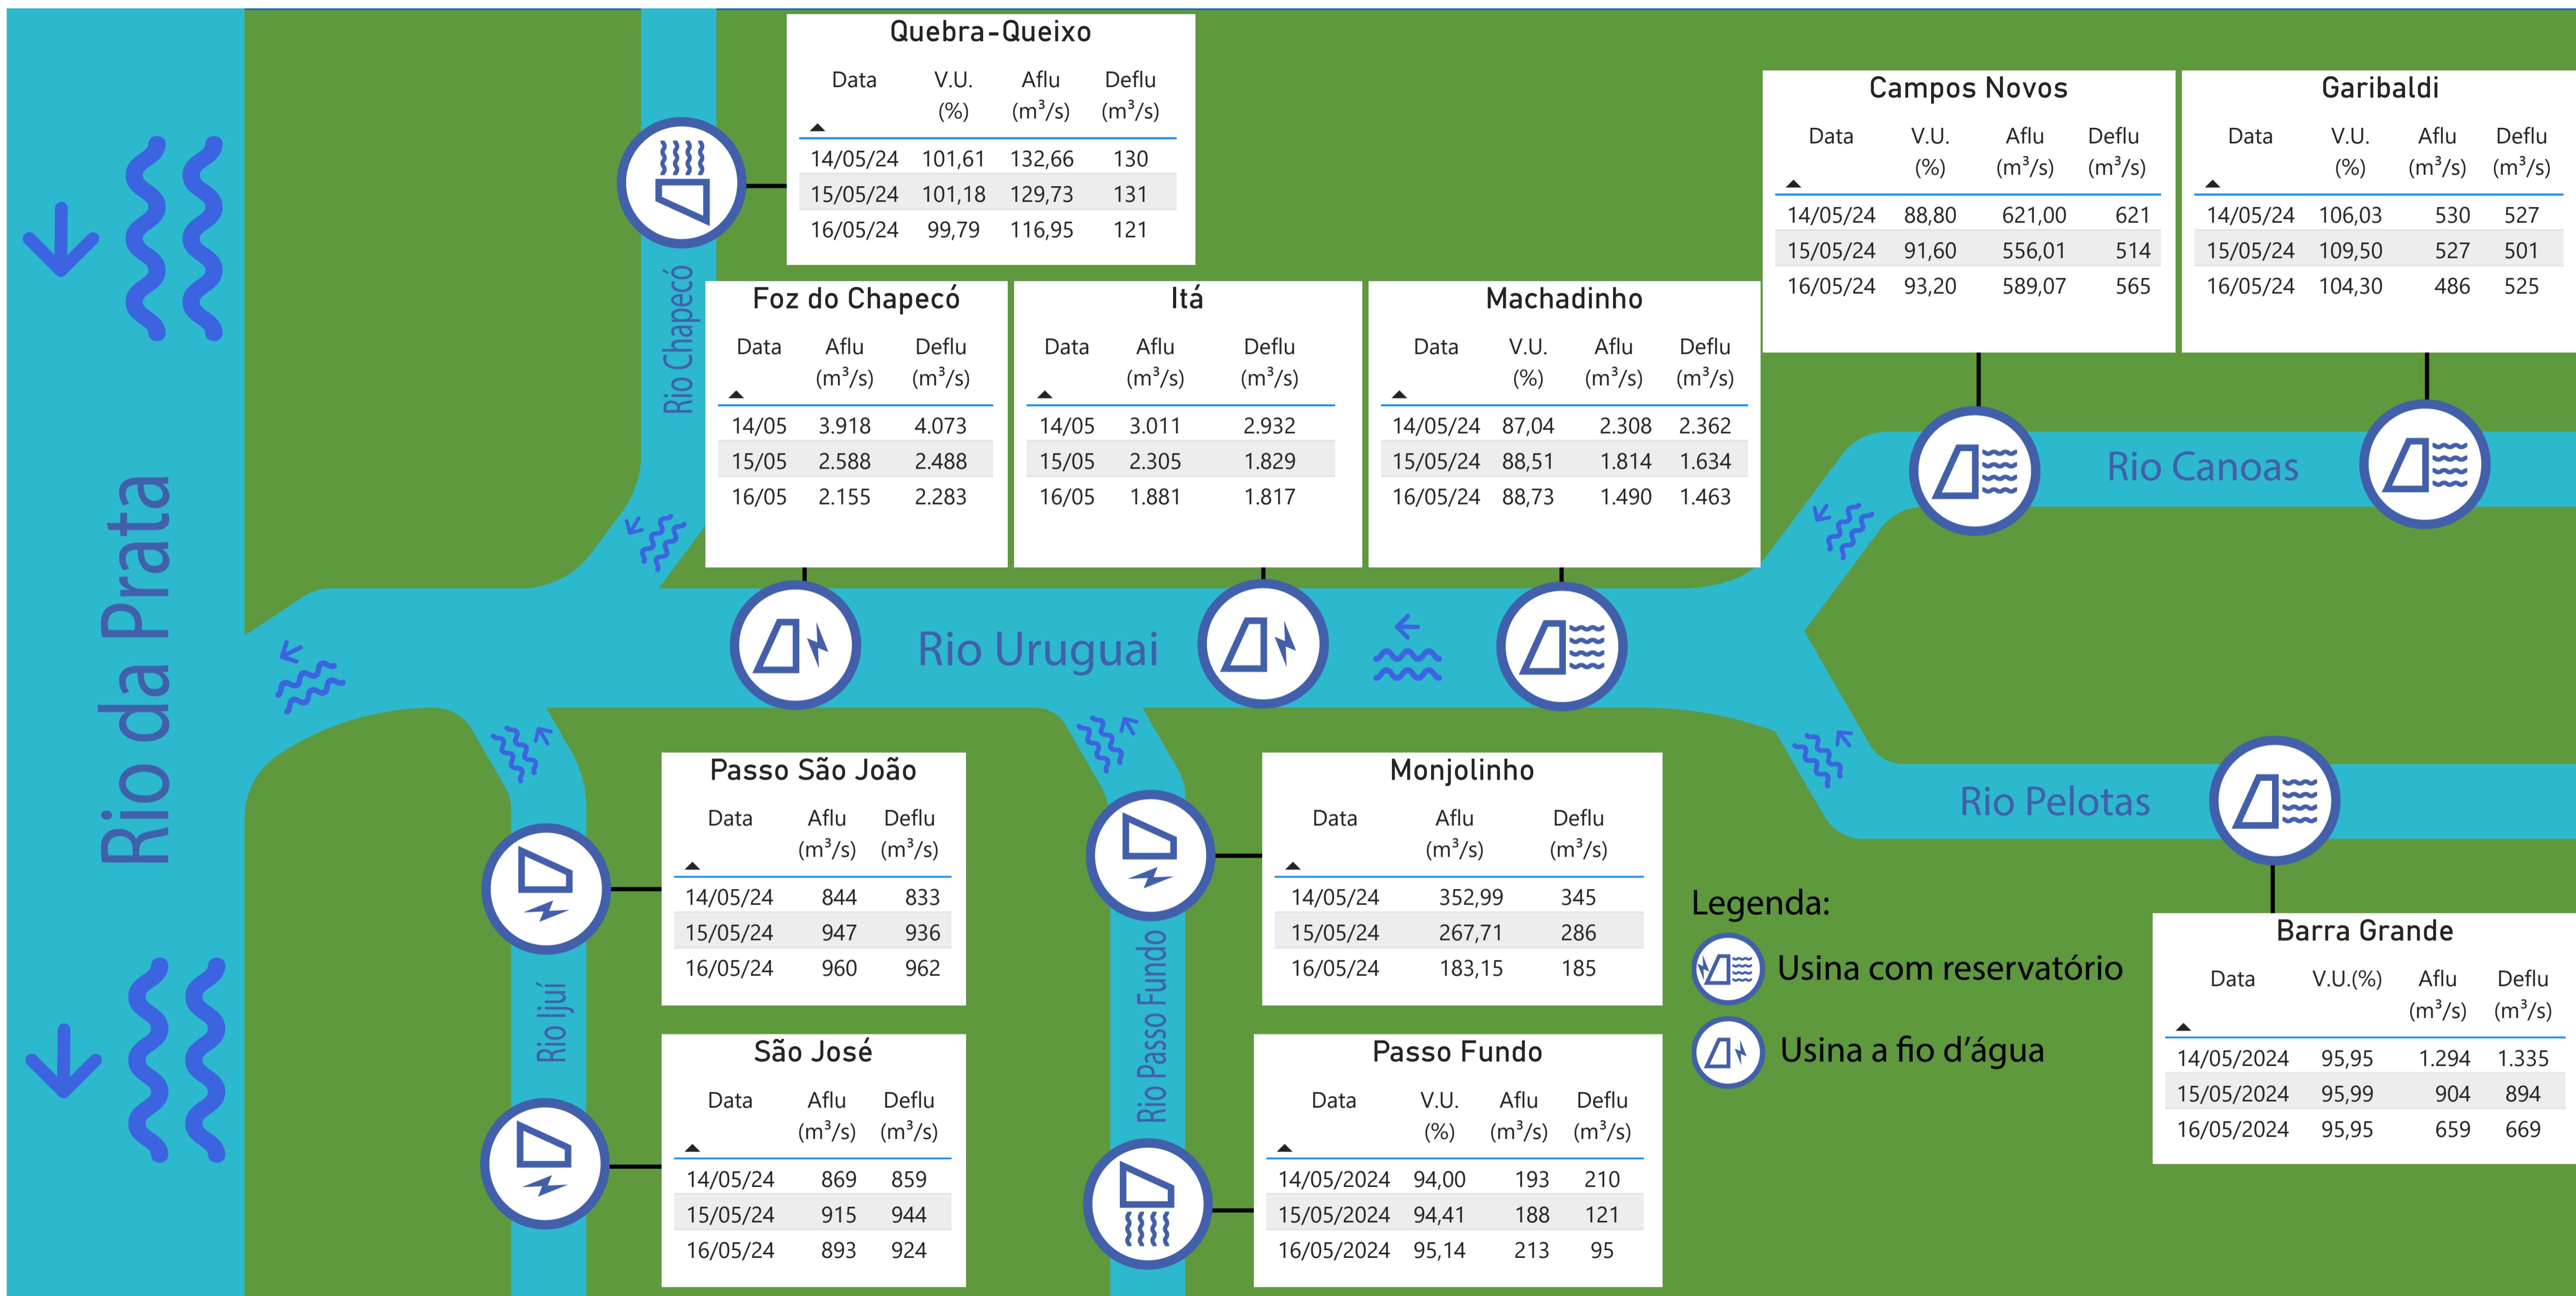 Quebra-Queixo
Data V.U. Aflu Deflu
(%) (m³/s) (m³/s)
14/05/24 101,61 132,66 130
15/05/24 101,18 129,73 131
16/05/24 99,79 116,95 121
Campos Novos
Data V.U. Aflu Deflu
(%) (m³/s) (m³/s)
14/05/24 88,80 621,00 621
15/05/24 91,60 556,01 514
16/05/24 93,20 589,07 565
Garibaldi
Data V.U. Aflu Deflu
(%) (m³/s) (m³/s)
14/05/24 106,03 530 527
15/05/24 109,50 527 501
16/05/24 104,30 486 525
Rio Chapecó
Foz do Chapecó
Data Aflu Deflu
(m³/s) (m³/s)
14/05 3.918 4.073
15/05 2.588 2.488
16/05 2.155 2.283
Itá
Data Aflu Deflu
(m³/s) (m³/s)
14/05 3.011 2.932
15/05 2.305 1.829
16/05 1.881 1.817
Machadinho
Data V.U. Aflu Deflu
(%) (m³/s) (m³/s)
14/05/24 87,04 2.308 2.362
15/05/24 88,51 1.814 1.634
16/05/24 88,73 1.490 1.463
Rio Canoas
Rio da Prata
Rio Uruguai
Rio Pelotas
Passo São João
Data Aflu Deflu
(m³/s) (m³/s)
14/05/24 844 833
15/05/24 947 936
16/05/24 960 962
Monjolinho
Data Aflu Deflu
(m³/s) (m³/s)
14/05/24 352,99 345
15/05/24 267,71 286
16/05/24 183,15 185
Legenda:
Usina com reservatório
Usina a fio d’água
Barra Grande
Data V.U.(%) Aflu Deflu
(m³/s) (m³/s)
14/05/2024 95,95 1.294 1.335
15/05/2024 95,99 904 894
16/05/2024 95,95 659 669
Rio Ijuí
São José
Data Aflu Deflu
(m³/s) (m³/s)
14/05/24 869 859
15/05/24 915 944
16/05/24 893 924
Rio Passo Fundo
Passo Fundo
Data V.U. Aflu Deflu
(%) (m³/s) (m³/s)
14/05/2024 94,00 193 210
15/05/2024 94,41 188 121
16/05/2024 95,14 213 95